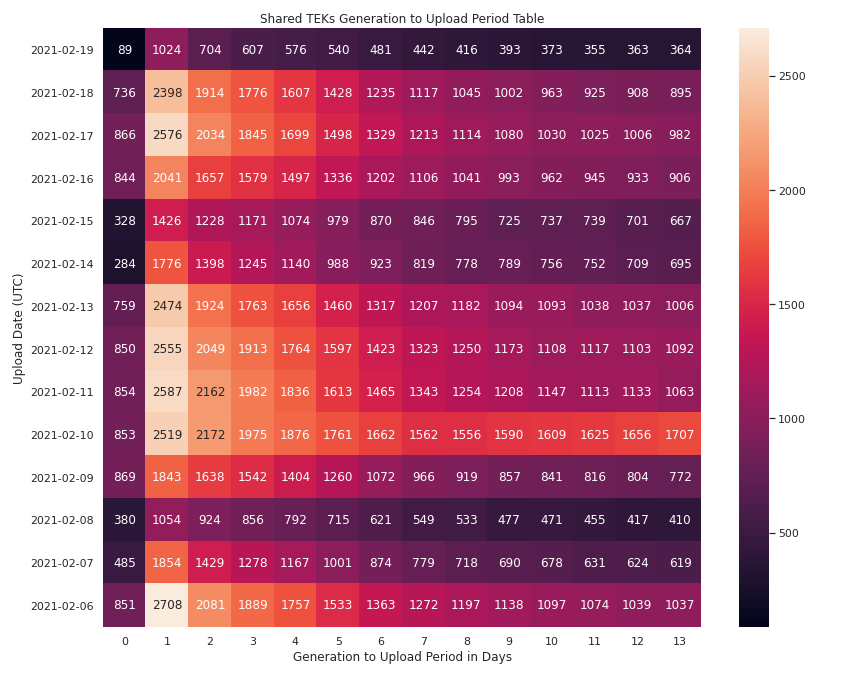 Shared TEKs Generation to Upload Period Table
2021-02-19 89 1024 704 607 576 540 481 442 416 393 373 355 363 364
2021-02-18 736 2398 1914 1776 1607 1428 1235 1117 1045 1002 963 925 908 895
2021-02-17 866 2576 2034 1845 1699 1498 1329 1213 1114 1080 1030 1025 1006 982
2021-02-16 844 2041 1657 1579 1497 1336 1202 1106 1041 993 962 945 933 906
2021-02-15 328 1426 1228 1171 1074 979 870 846 795 725 737 739 701 667
2021-02-14 284 1776 1398 1245 1140 988 923 819 778 789 756 752 709 695
2021-02-13 759 2474 1924 1763 1656 1460 1317 1207 1182 1094 1093 1038 1037 1006
2021-02-12 850 2555 2049 1913 1764 1597 1423 1323 1250 1173 1108 1117 1103 1092
2021-02-11 854 2587 2162 1982 1836 1613 1465 1343 1254 1208 1147 1113 1133 1063
2021-02-10 853 2519 2172 1975 1876 1761 1662 1562 1556 1590 1609 1625 1656 1707
2021-02-09 869 1843 1638 1542 1404 1260 1072 966 919 857 841 816 804 772
2021-02-08 380 1054 924 856 792 715 621 549 533 477 471 455 417 410
2021-02-07 485 1854 1429 1278 1167 1001 874 779 718 690 678 631 624 619
2021-02-06 851 2708 2081 1889 1757 1533 1363 1272 1197 1138 1097 1074 1039 1037
0 1 2 3 4 5 6 7 8 9 10 11 12 13
Generation to Upload Period in Days
Upload Date (UTC)
2500
2000
1500
1000
500